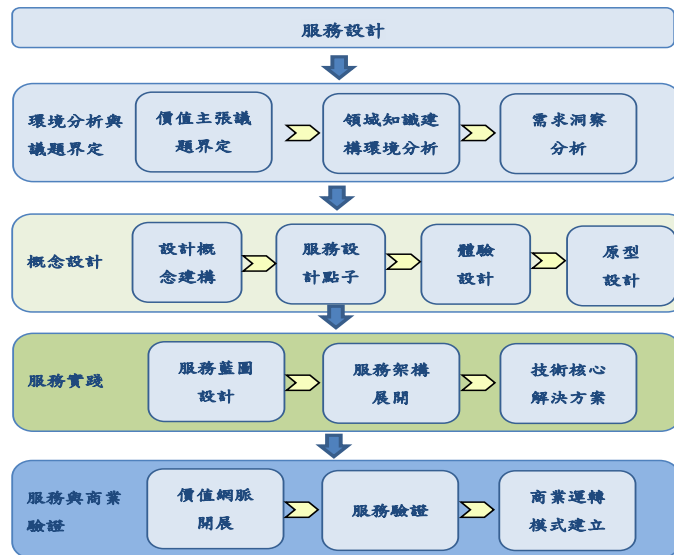 服務設計
環境分析與
議題界定
價值主張議
題界定
領域知識建
構環境分析
需求洞察
分析
概念設計
設計概
念建構
服務設
計點子
體驗
設計
原型
設計
服務實踐
服務藍圖
設計
服務架構
展開
技術核心
解決方案
服務與商業
驗證
價值網脈
開展
服務驗證
商業運轉
模式建立